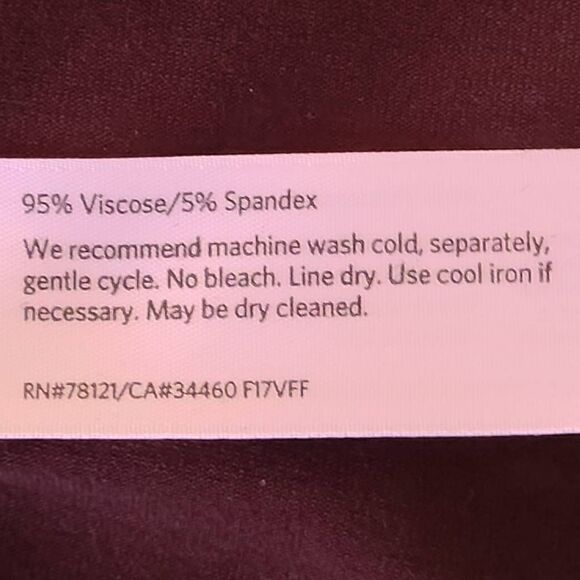 95% Viscose/5% Spandex
We recommend machine wash cold, separately,
gentle cycle. No bleach. Line dry. Use cool iron if
necessary. May be dry cleaned.
RN#78121/CA#34460 F17VFF